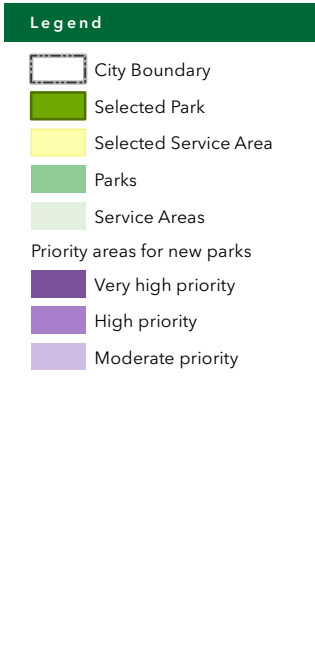 Legend
City Boundary
Selected Park
Selected Service Area
Parks
Service Areas
Priority areas for new parks
Very high priority
High priority
Moderate priority